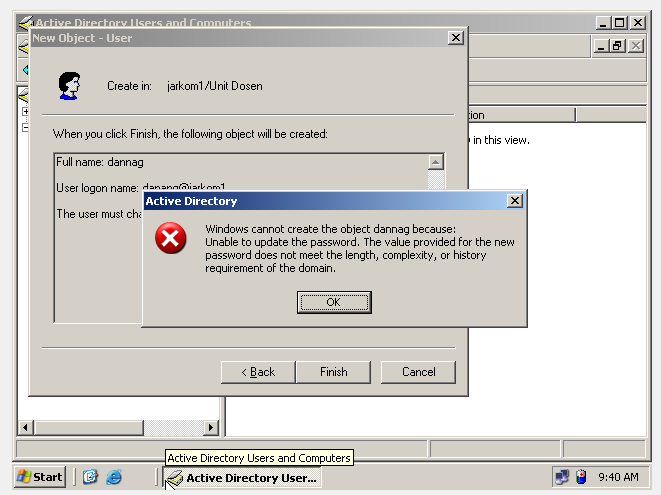 Active Directory Users and Computers
New Object - User
Create in: jarkom1/Unit Dosen
When you click Finish, the following object will be created:
Full name: dannag
User logon name: danang@jarkom1
The user must cha
in this view.
Active Directory
Windows cannot create the object dannag because:
Unable to update the password. The value provided for the new
password does not meet the length, complexity, or history
requirement of the domain.
OK
< Back
Finish
Cancel
Active Directory Users and Computers
Start
Active Directory User...
9:40 AM